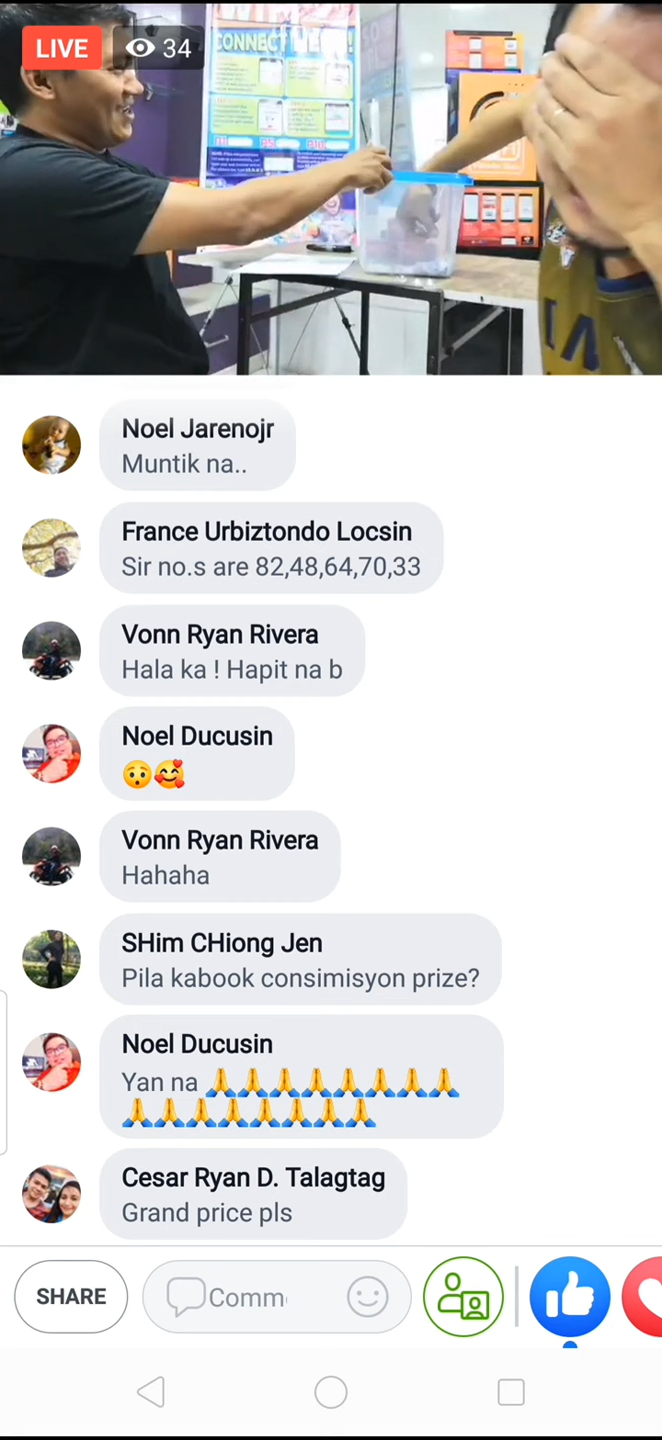 LIVE 34
CONNECT
Noel Jarenojr
Muntik na..
France Urbiztondo Locsin
Sir no.s are 82,48,64,70,33
Vonn Ryan Rivera
Hala ka ! Hapit na b
Noel Ducusin
😯🥰
Vonn Ryan Rivera
Hahaha
SHim CHiong Jen
Pila kabook consimisyon prize?
Noel Ducusin
Yan na 🙏🙏🙏🙏🙏🙏🙏🙏
🙏🙏🙏🙏🙏🙏🙏🙏
Cesar Ryan D. Talagtag
Grand price pls
SHARE
Comm